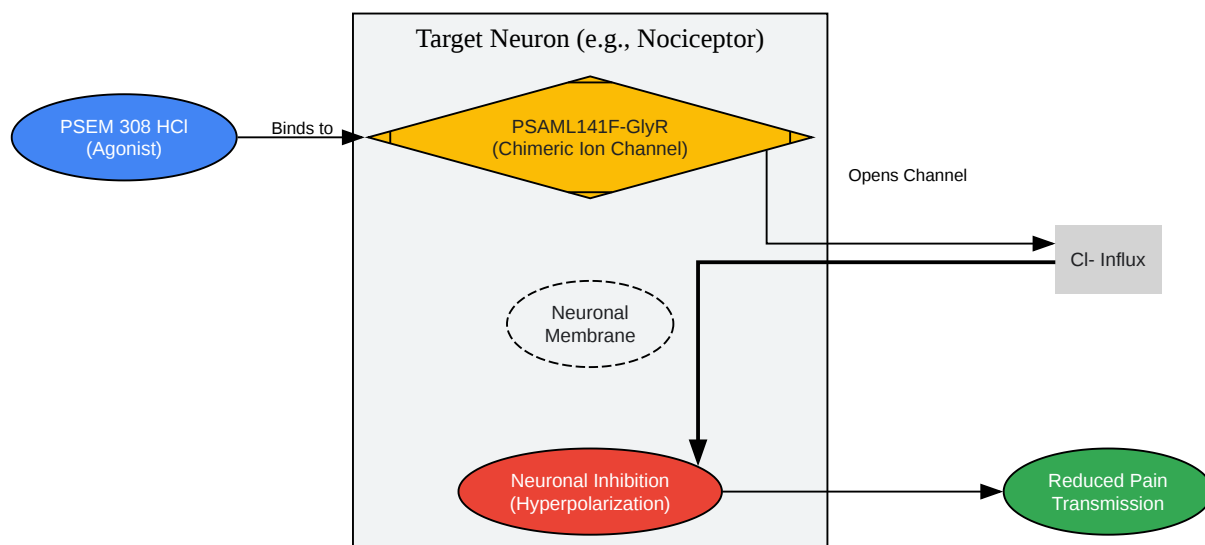 Target Neuron (e.g., Nociceptor)
PSEM 308 HCl
(Agonist)
Binds to
PSAML141F-GlyR
(Chimeric Ion Channel)
Opens Channel
Cl- Influx
Neuronal
Membrane
Neuronal Inhibition
(Hyperpolarization)
Reduced Pain
Transmission